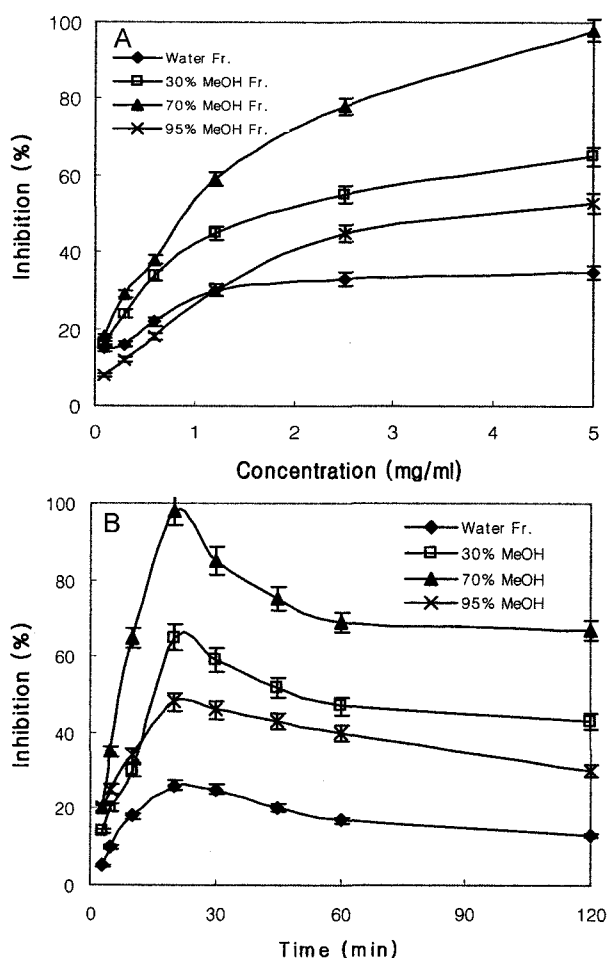 100
80
60
40
20
0
Inhibition (%)
A
Water Fr.
30% MeOH Fr.
70% MeOH Fr.
95% MeOH Fr.
0
1
2
3
4
5
Concentration (mg/ml)
100
80
60
40
20
0
Inhibition (%)
B
Water Fr.
30% MeOH
70% MeOH
95% MeOH
0
30
60
90
120
Time (min)